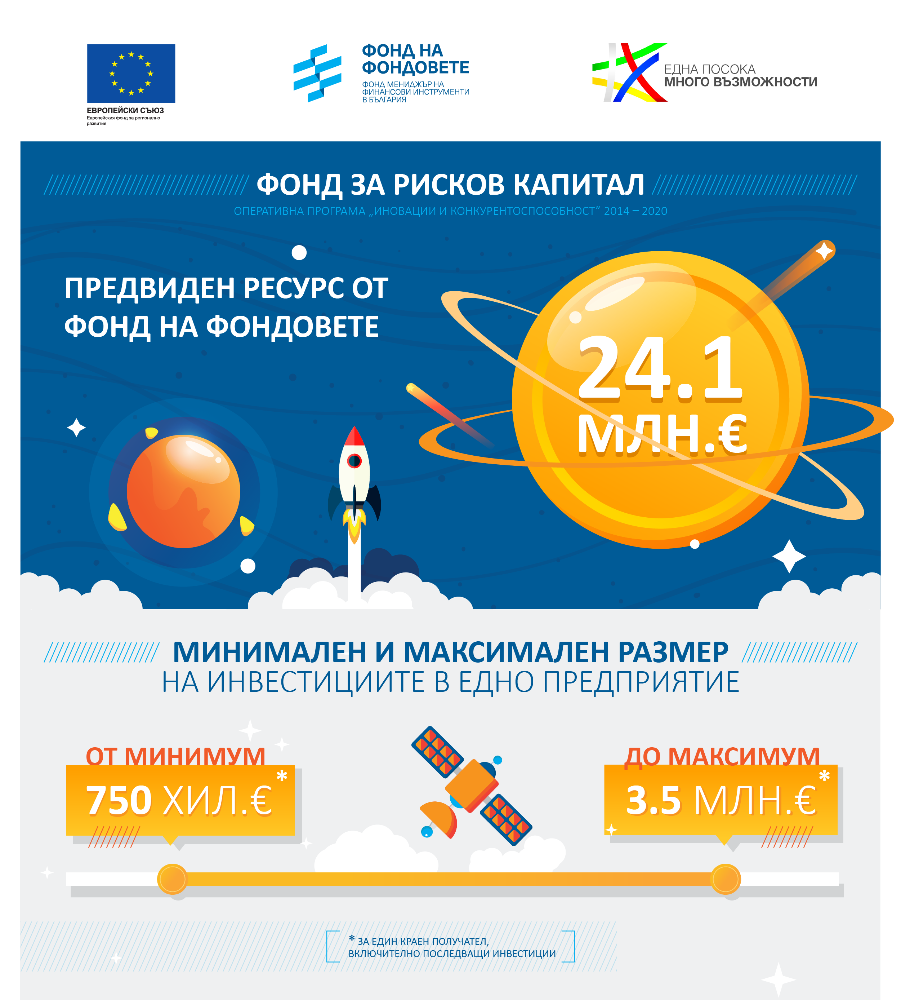 ЕВРОПЕЙСКИ СЪЮЗ
Европейския фонд за регионално
развитие
ФОНД НА
ФОНДОВЕТЕ
ФОНД МЕНИДЖЪР НА
ФИНАНСОВИ ИНСТРУМЕНТИ
В БЪЛГАРИЯ
ЕДНА ПОСОКА
МНОГО ВЪЗМОЖНОСТИ
ФОНД ЗА РИСКОВ КАПИТАЛ
ОПЕРАТИВНА ПРОГРАМА „ИНОВАЦИИ И КОНКУРЕНТОСПОСОБНОСТ” 2014 – 2020
ПРЕДВИДЕН РЕСУРС ОТ
ФОНД НА ФОНДОВЕТЕ
24.1
МЛН.€
МИНИМАЛЕН И МАКСИМАЛЕН РАЗМЕР
НА ИНВЕСТИЦИИТЕ В ЕДНО ПРЕДПРИЯТИЕ
ОТ МИНИМУМ
750 ХИЛ.€*
ДО МАКСИМУМ
3.5 МЛН.€*
* ЗА ЕДИН КРАЕН ПОЛУЧАТЕЛ,
ВКЛЮЧИТЕЛНО ПОСЛЕДВАЩИ ИНВЕСТИЦИИ